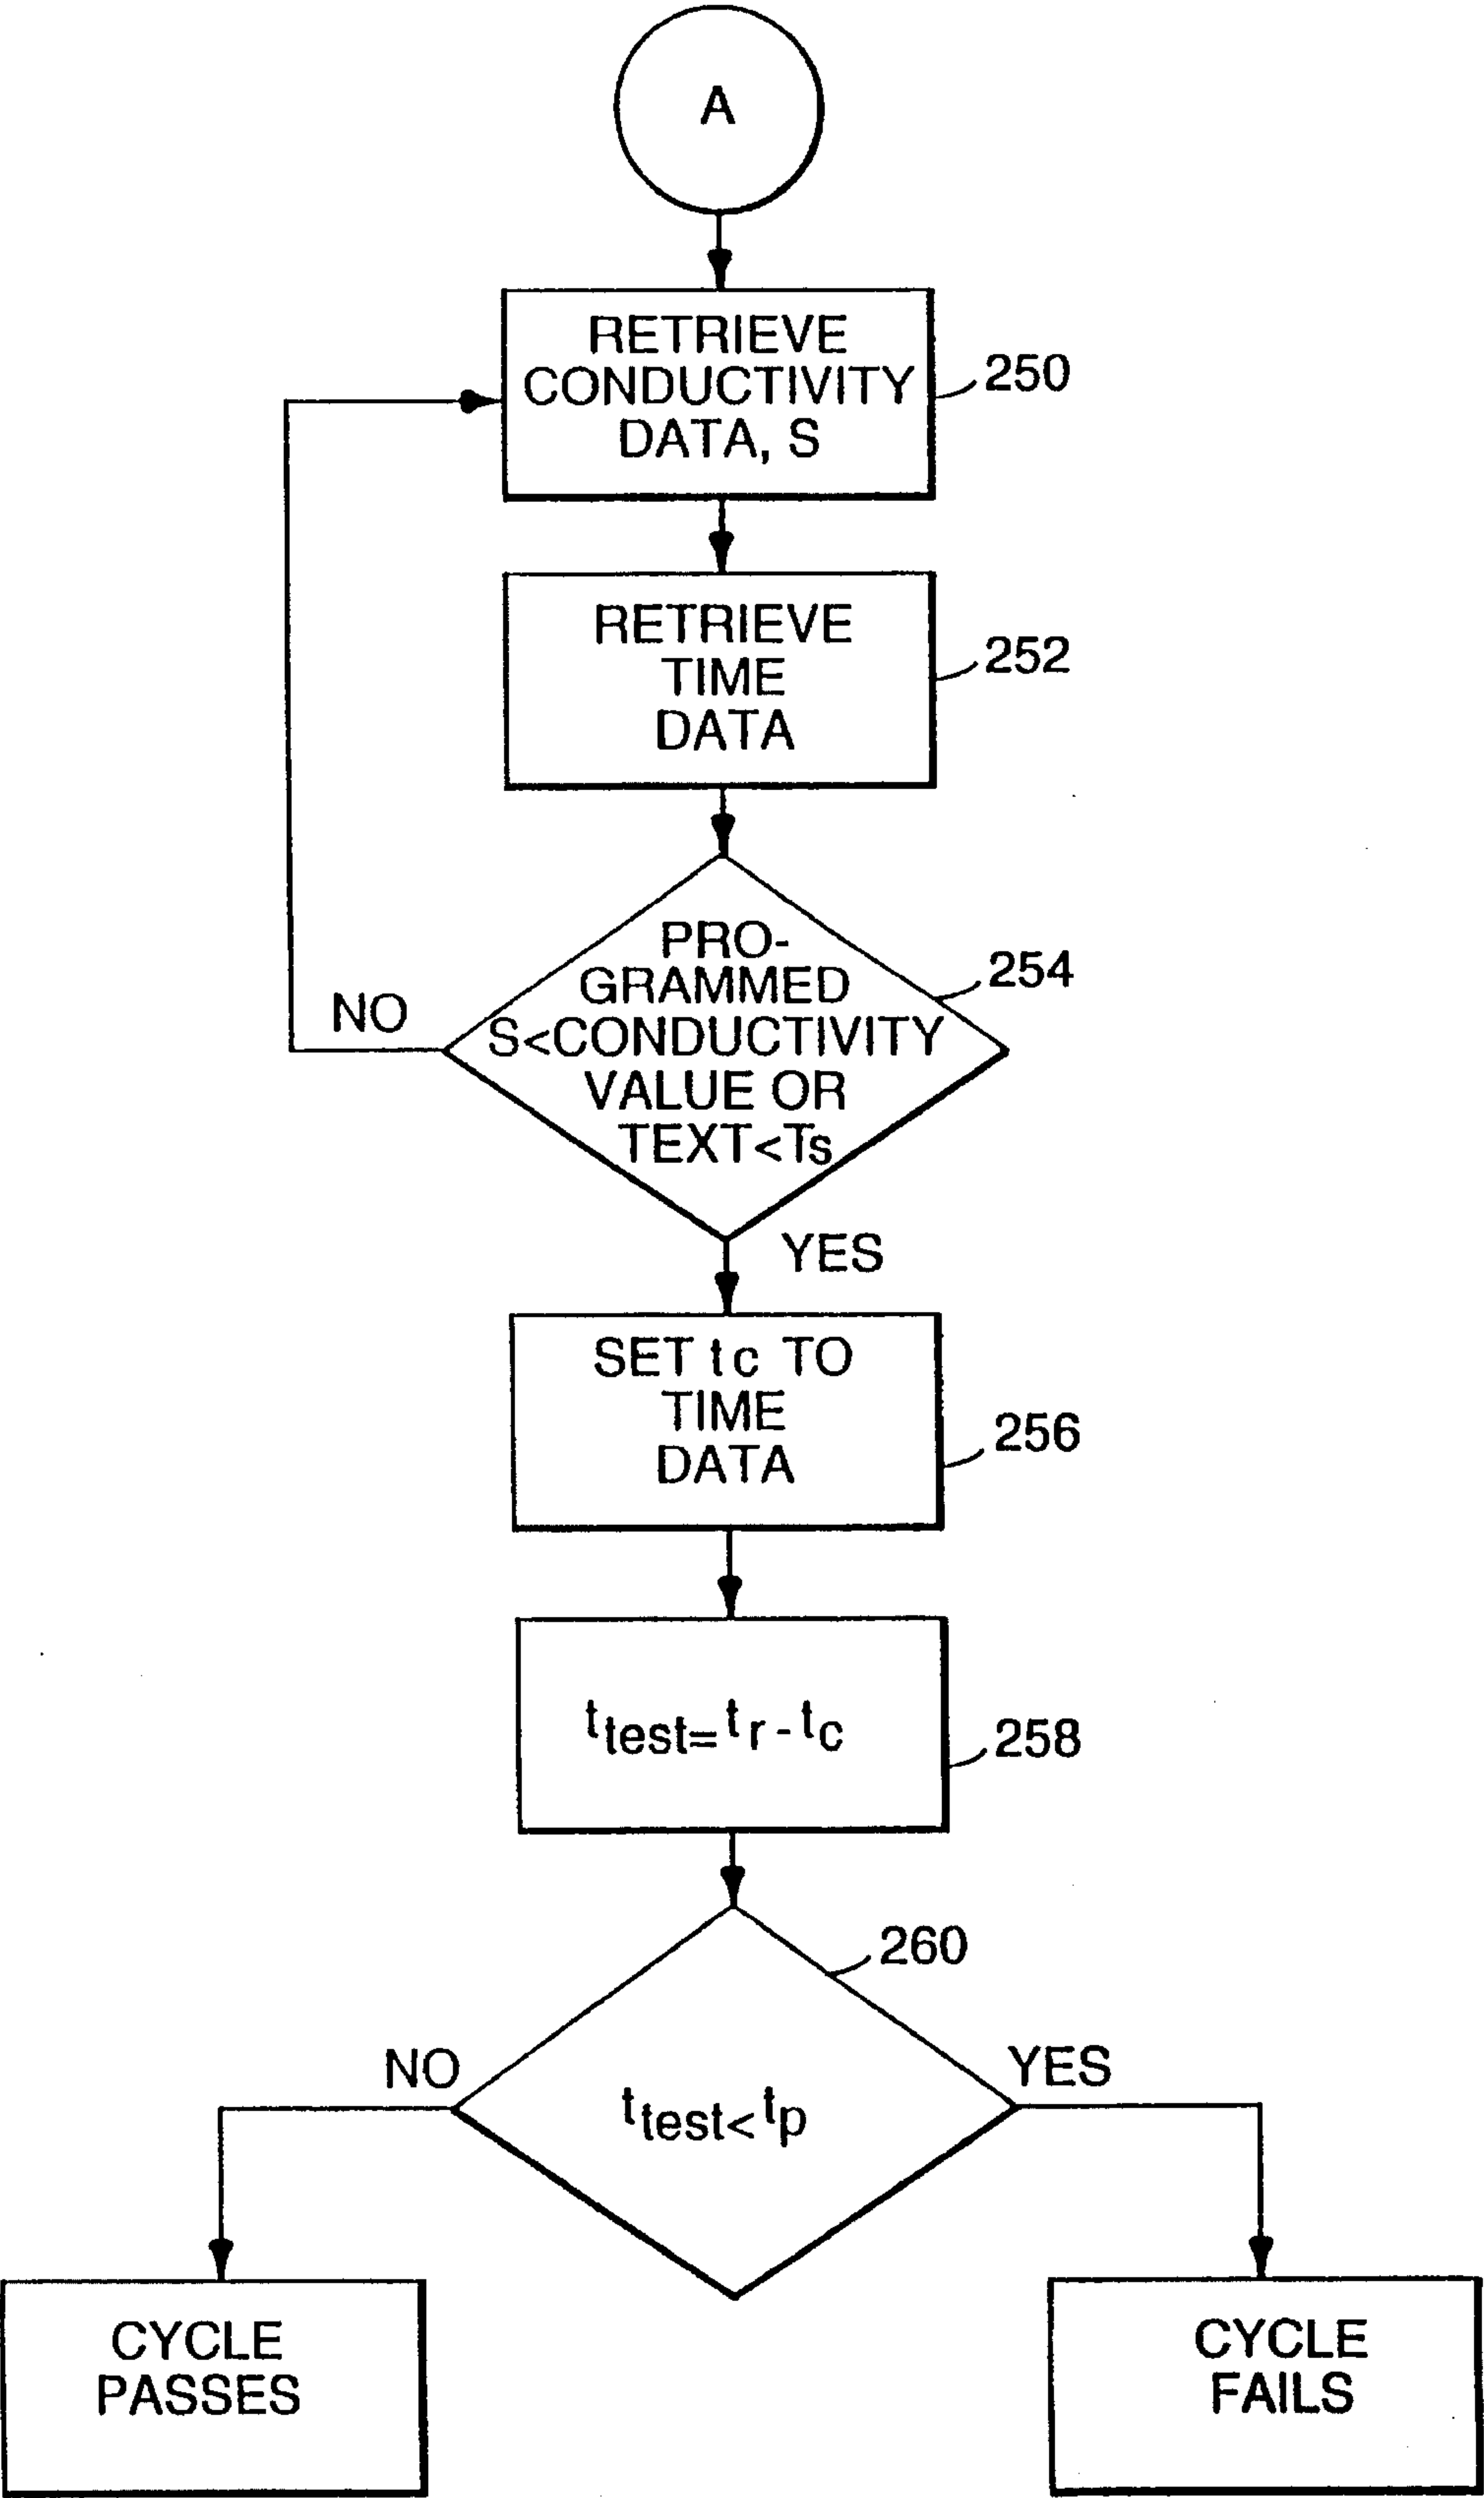 A
RETRIEVE
CONDUCTIVITY
DATA, S
250
RETRIEVE
TIME
DATA
252
PRO-
GRAMMED
S<CONDUCTIVITY
VALUE OR
TEXT<Ts
254
NO
YES
SET tc TO
TIME
DATA
256
ttest= tr - tc
258
260
NO
YES
ttest< tp
CYCLE
PASSES
CYCLE
FAILS